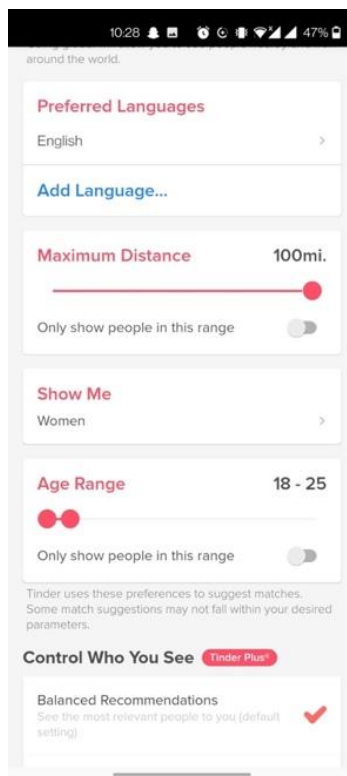 10:28 47%
around the world.
Preferred Languages
English
Add Language...
Maximum Distance 100mi.
Only show people in this range
Show Me
Women
Age Range 18 - 25
Only show people in this range
Tinder uses these preferences to suggest matches.
Some match suggestions may not fall within your desired
parameters.
Control Who You See Tinder Plus®
Balanced Recommendations
See the most relevant people to you (default
setting)